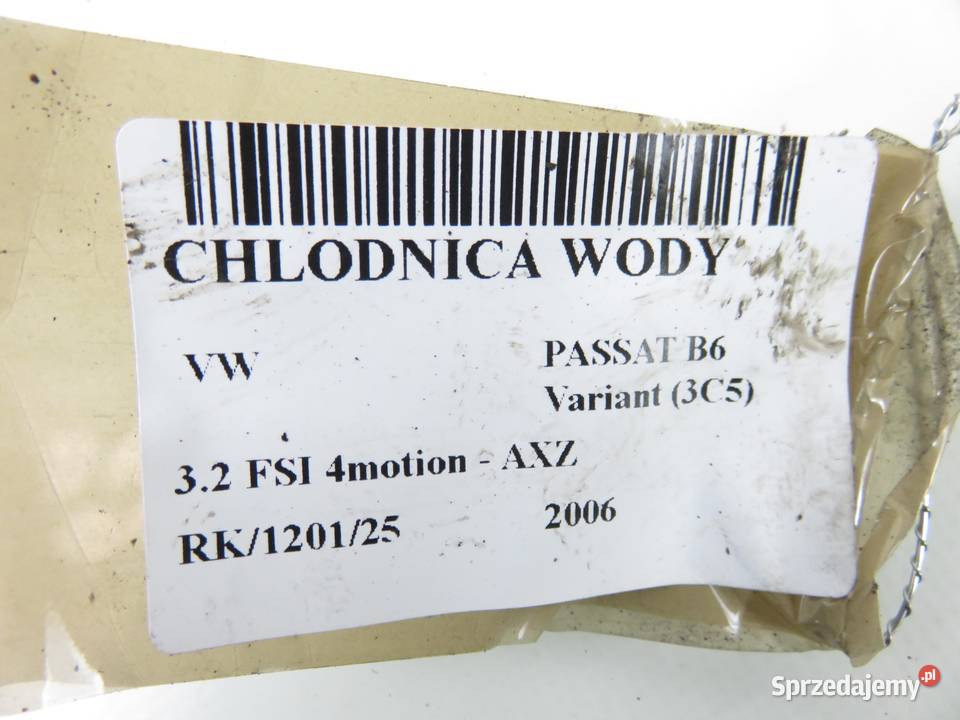 CHLODNICA WODY
VW
PASSAT B6
Variant (3C5)
3.2 FSI 4motion - AXZ
RK/1201/25
2006
Sprzedajemy.pl